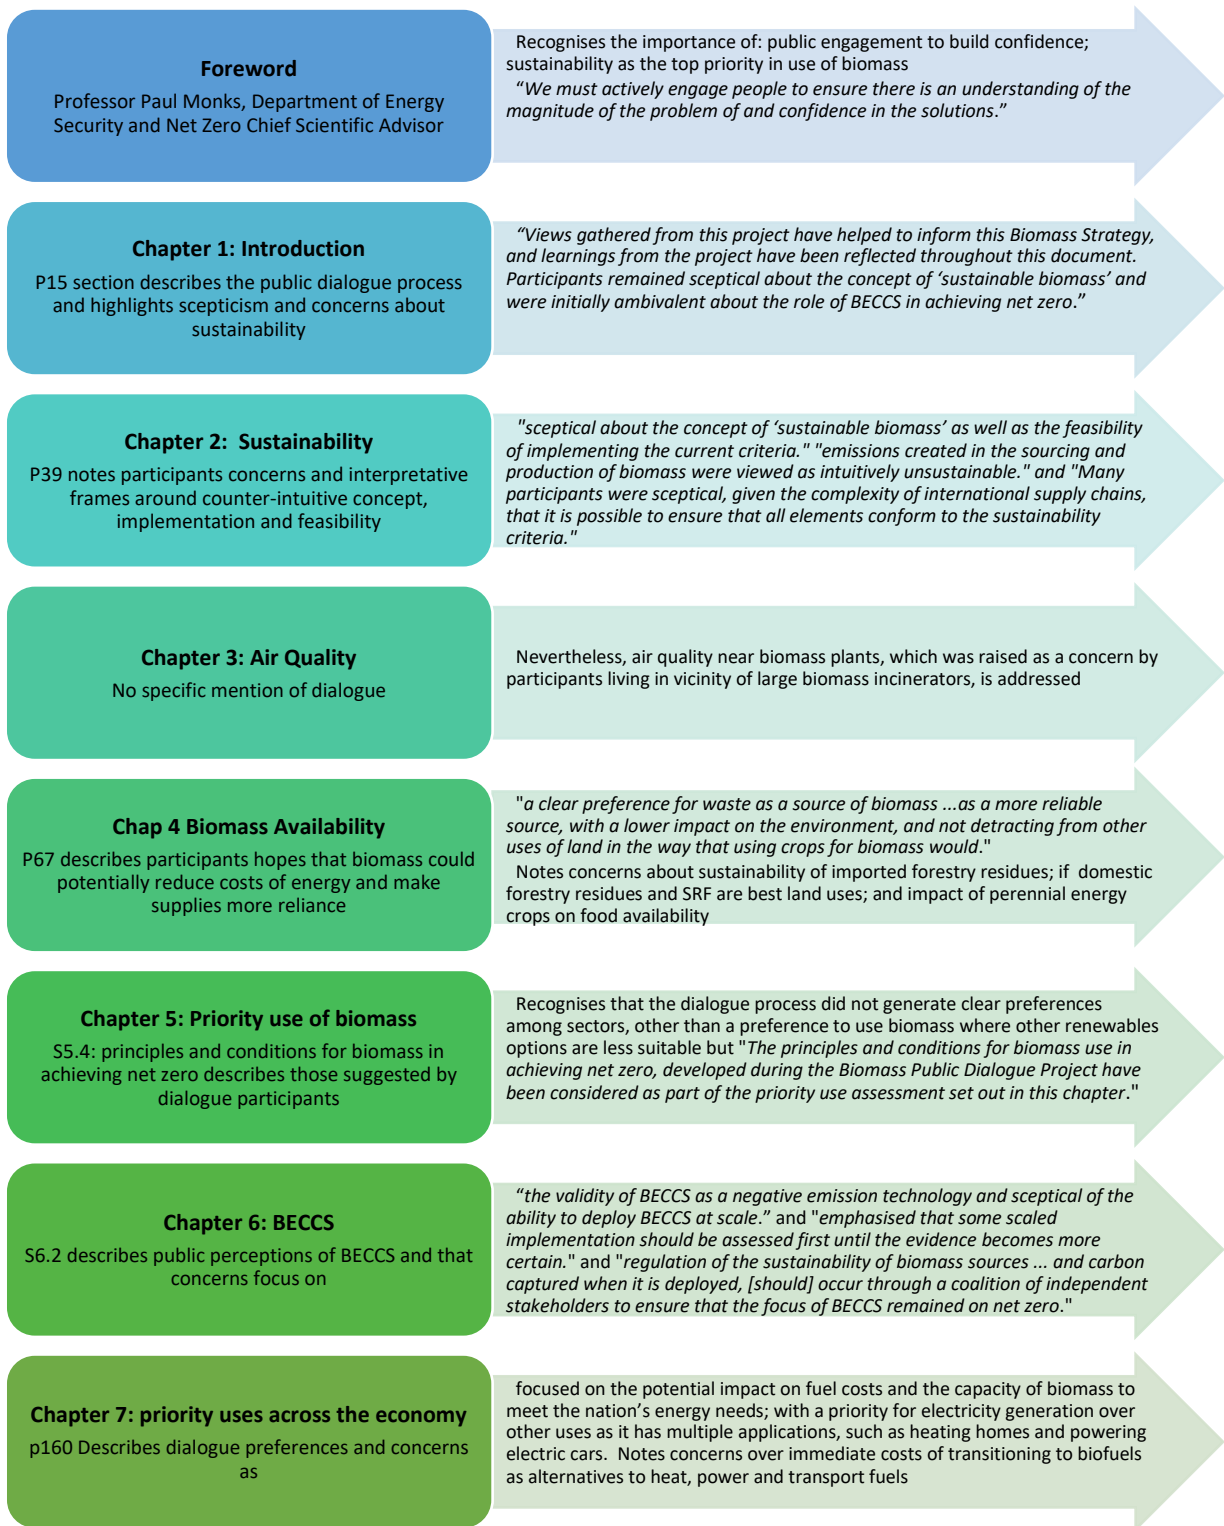 Foreword
Professor Paul Monks, Department of Energy
Security and Net Zero Chief Scientific Advisor
Recognises the importance of: public engagement to build confidence;
sustainability as the top priority in use of biomass
“We must actively engage people to ensure there is an understanding of the
magnitude of the problem of and confidence in the solutions.”
Chapter 1: Introduction
P15 section describes the public dialogue process
and highlights scepticism and concerns about
sustainability
“Views gathered from this project have helped to inform this Biomass Strategy,
and learnings from the project have been reflected throughout this document.
Participants remained sceptical about the concept of ‘sustainable biomass’ and
were initially ambivalent about the role of BECCS in achieving net zero.”
Chapter 2:  Sustainability
P39 notes participants concerns and interpretative
frames around counter-intuitive concept,
implementation and feasibility
"sceptical about the concept of ‘sustainable biomass’ as well as the feasibility
of implementing the current criteria." "emissions created in the sourcing and
production of biomass were viewed as intuitively unsustainable." and "Many
participants were sceptical, given the complexity of international supply chains,
that it is possible to ensure that all elements conform to the sustainability
criteria."
Chapter 3: Air Quality
No specific mention of dialogue
Nevertheless, air quality near biomass plants, which was raised as a concern by
participants living in vicinity of large biomass incinerators, is addressed
Chap 4 Biomass Availability
P67 describes participants hopes that biomass could
potentially reduce costs of energy and make
supplies more reliance
"a clear preference for waste as a source of biomass ...as a more reliable
source, with a lower impact on the environment, and not detracting from other
uses of land in the way that using crops for biomass would."
Notes concerns about sustainability of imported forestry residues; if  domestic
forestry residues and SRF are best land uses; and impact of perennial energy
crops on food availability
Chapter 5: Priority use of biomass
S5.4: principles and conditions for biomass in
achieving net zero describes those suggested by
dialogue participants
Recognises that the dialogue process did not generate clear preferences
among sectors, other than a preference to use biomass where other renewables
options are less suitable but "The principles and conditions for biomass use in
achieving net zero, developed during the Biomass Public Dialogue Project have
been considered as part of the priority use assessment set out in this chapter."
Chapter 6: BECCS
S6.2 describes public perceptions of BECCS and that
concerns focus on
“the validity of BECCS as a negative emission technology and sceptical of the
ability to deploy BECCS at scale.” and "emphasised that some scaled
implementation should be assessed first until the evidence becomes more
certain." and "regulation of the sustainability of biomass sources ... and carbon
captured when it is deployed, [should] occur through a coalition of independent
stakeholders to ensure that the focus of BECCS remained on net zero."
Chapter 7: priority uses across the economy
p160 Describes dialogue preferences and concerns
as
focused on the potential impact on fuel costs and the capacity of biomass to
meet the nation’s energy needs; with a priority for electricity generation over
other uses as it has multiple applications, such as heating homes and powering
electric cars.  Notes concerns over immediate costs of transitioning to biofuels
as alternatives to heat, power and transport fuels